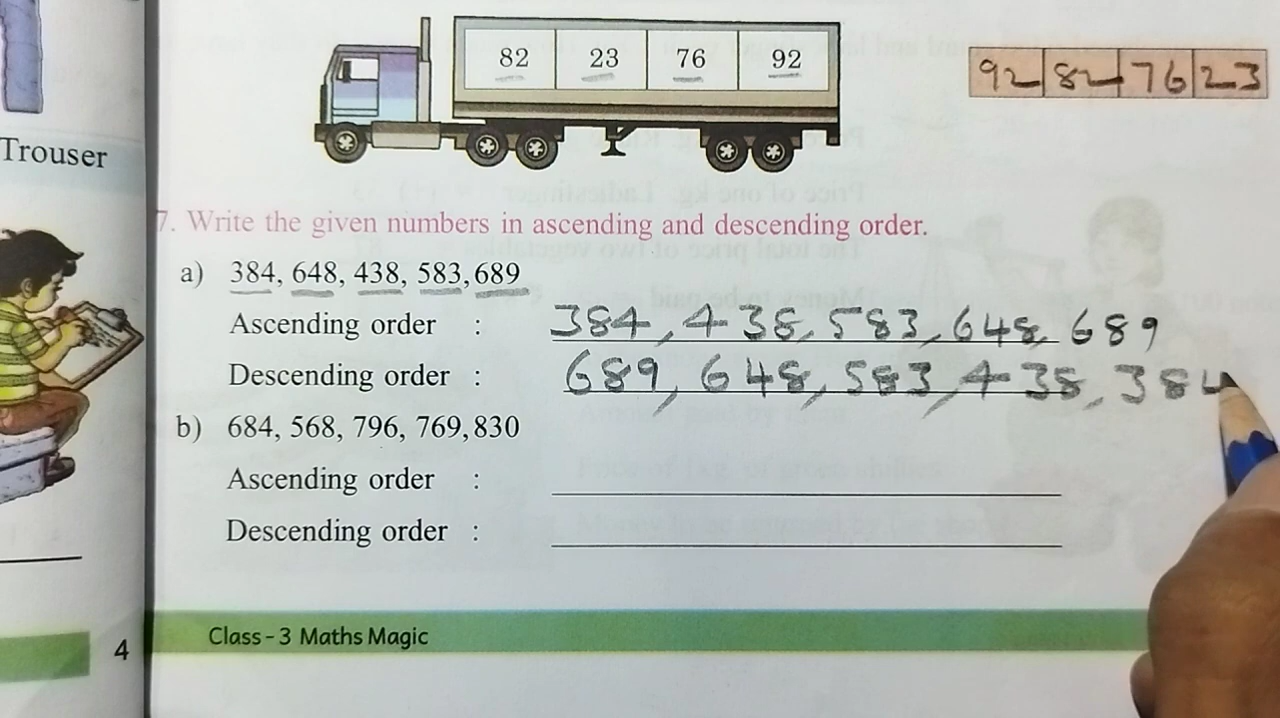 82 23 76 92
92 82 76 23
Trouser
7. Write the given numbers in ascending and descending order.
a) 384, 648, 438, 583, 689
Ascending order : 384, 438, 583, 648, 689
Descending order : 689, 648, 583, 438, 384
b) 684, 568, 796, 769, 830
Ascending order :
Descending order :
4 Class - 3 Maths Magic